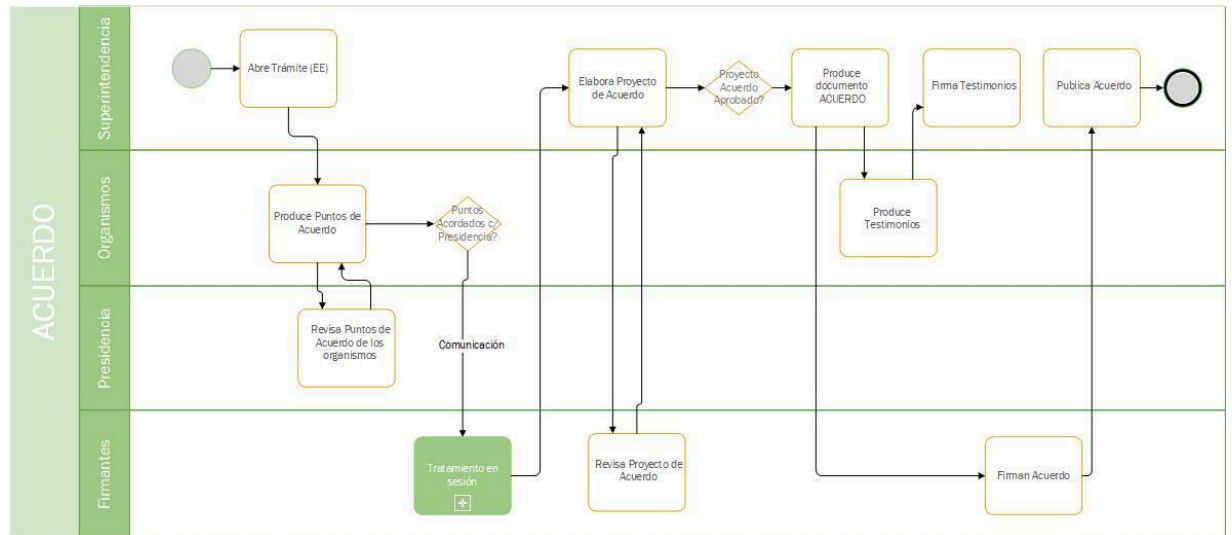 ACUERDO
Superintendencia
Abre Trámite (EE)
Elabora Proyecto
de Acuerdo
Proyecto
Acuerdo
Aprobado?
Produce
documento
ACUERDO
Firma Testimonios
Publica Acuerdo
Organismos
Produce Puntos de
Acuerdo
Puntos
Acordados c/
Presidencia?
Produce
Testimonios
Presidencia
Revisa Puntos de
Acuerdo de los
organismos
Comunicación
Firmantes
Tratamiento en
sesión
Revisa Proyecto de
Acuerdo
Firman Acuerdo